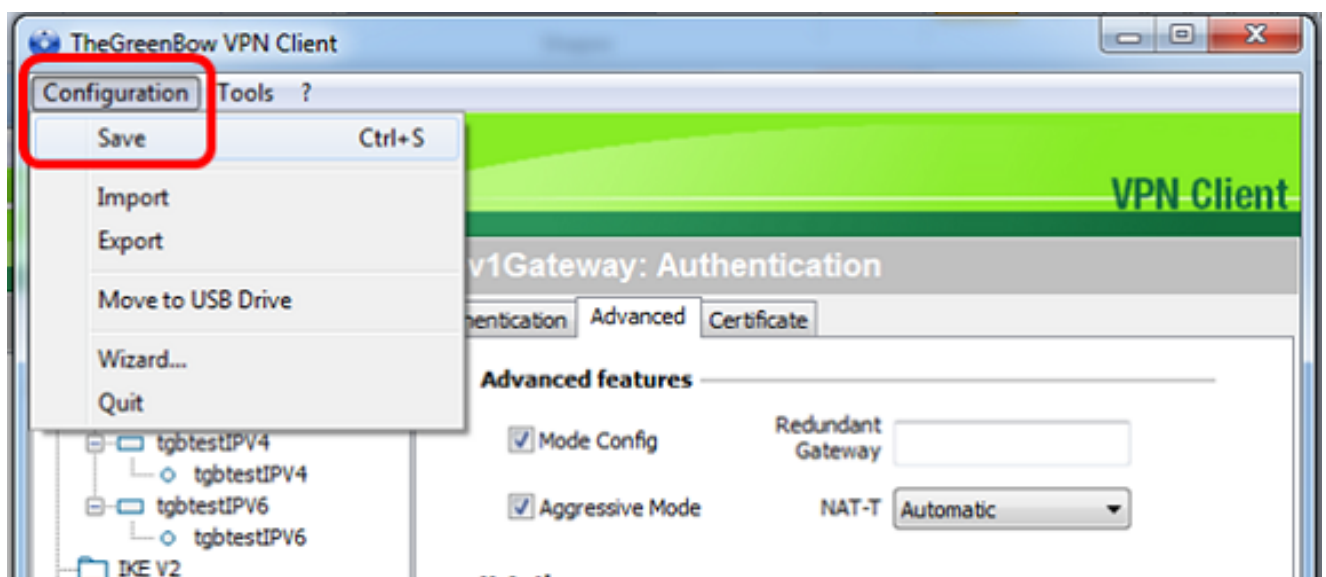 TheGreenBow VPN Client
Configuration Tools ?
Save Ctrl+S
Import
Export
Move to USB Drive
Wizard...
Quit
VPN Client
v1Gateway: Authentication
hentication Advanced Certificate
Advanced features
Mode Config
Redundant
Gateway
Aggressive Mode
NAT-T Automatic
tgbtestIPV4
tgbtestIPV4
tgbtestIPV6
tgbtestIPV6
IKE V2